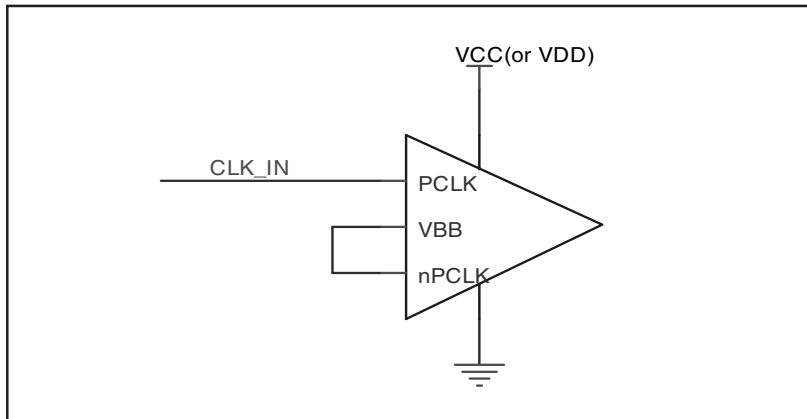 VCC(or VDD)
CLK_IN
PCLK
VBB
nPCLK